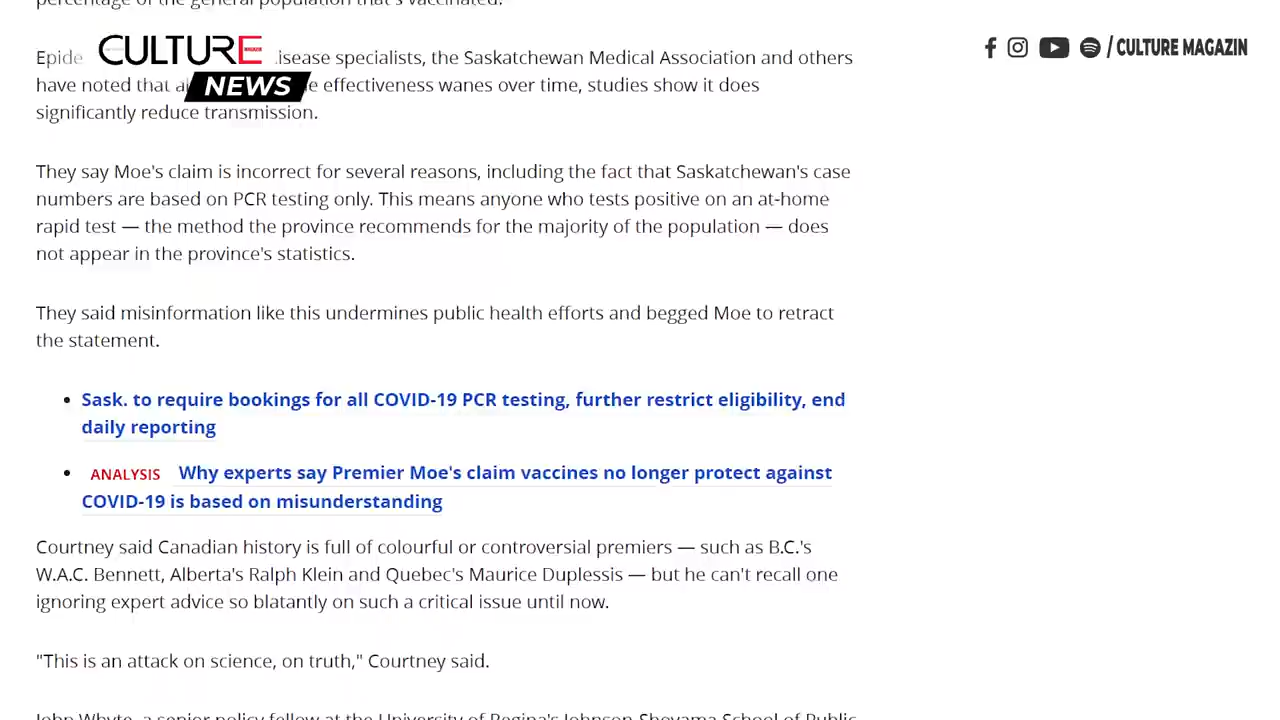 percentage of the general population that's vaccinated.
CULTURE
NEWS
/ CULTURE MAGAZIN
Epide isease specialists, the Saskatchewan Medical Association and others
have noted that al e effectiveness wanes over time, studies show it does
significantly reduce transmission.
They say Moe's claim is incorrect for several reasons, including the fact that Saskatchewan's case
numbers are based on PCR testing only. This means anyone who tests positive on an at-home
rapid test — the method the province recommends for the majority of the population — does
not appear in the province's statistics.
They said misinformation like this undermines public health efforts and begged Moe to retract
the statement.
• Sask. to require bookings for all COVID-19 PCR testing, further restrict eligibility, end
daily reporting
• ANALYSIS Why experts say Premier Moe's claim vaccines no longer protect against
COVID-19 is based on misunderstanding
Courtney said Canadian history is full of colourful or controversial premiers — such as B.C.'s
W.A.C. Bennett, Alberta's Ralph Klein and Quebec's Maurice Duplessis — but he can't recall one
ignoring expert advice so blatantly on such a critical issue until now.
"This is an attack on science, on truth," Courtney said.
John Whyte, a senior policy fellow at the University of Regina's Johnson-Shoyama School of Public